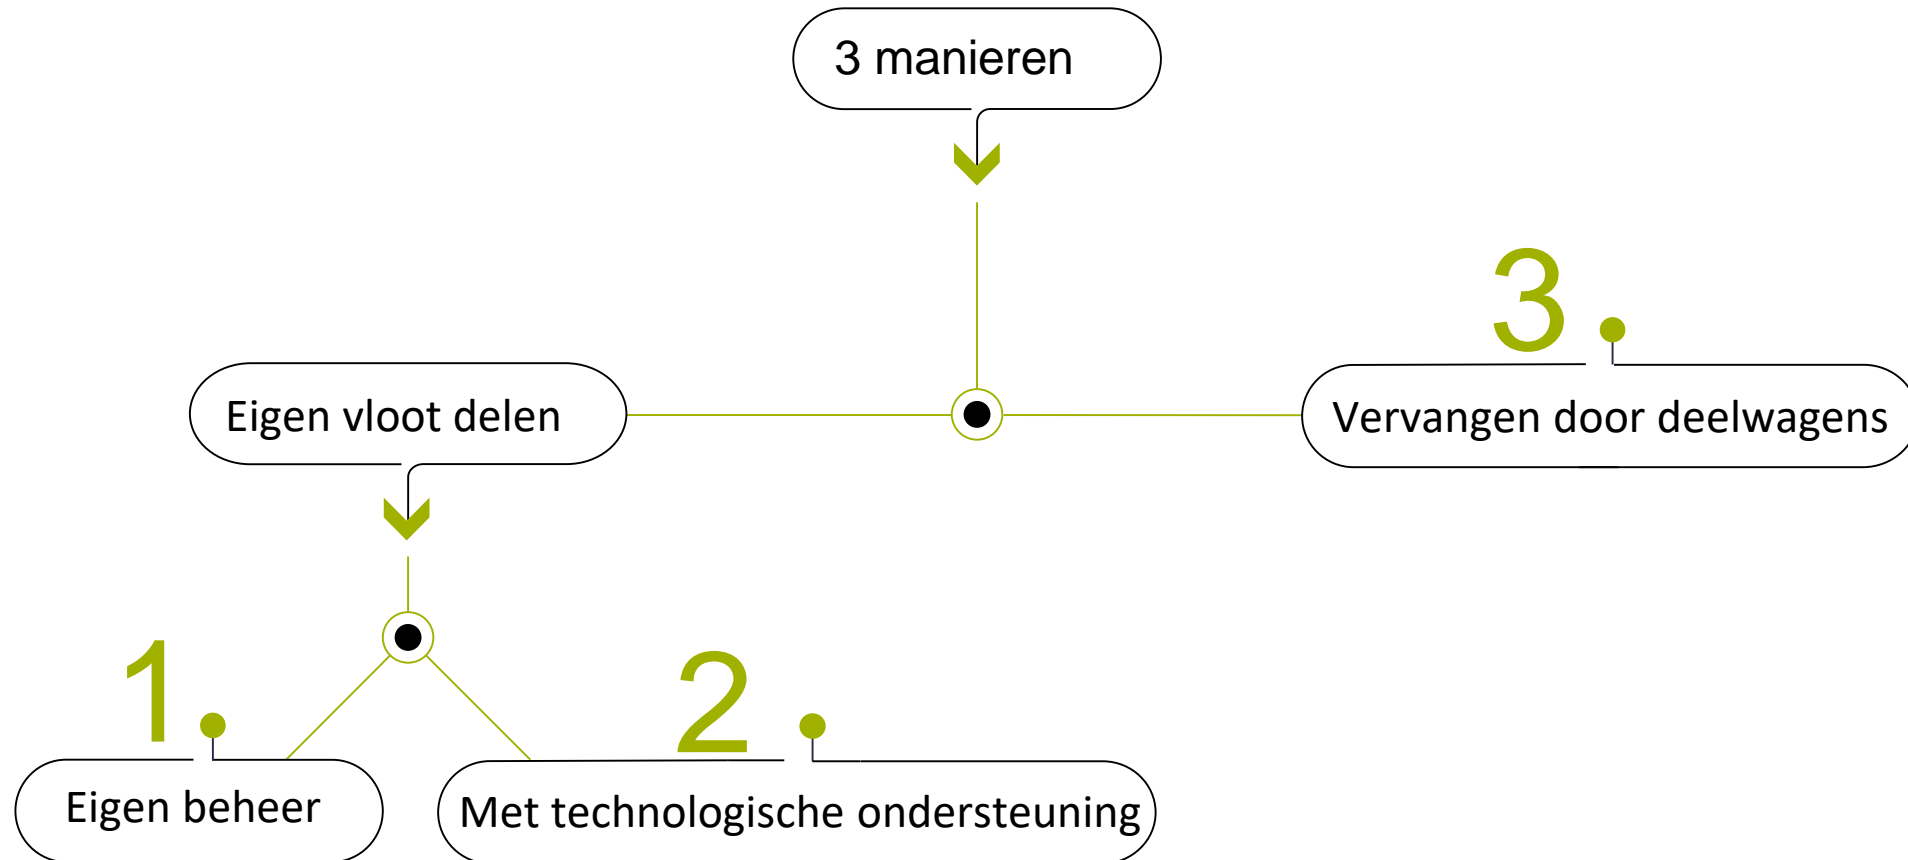 3 manieren
3
Eigen vloot delen
Vervangen door deelwagens
1
2
Eigen beheer
Met technologische ondersteuning